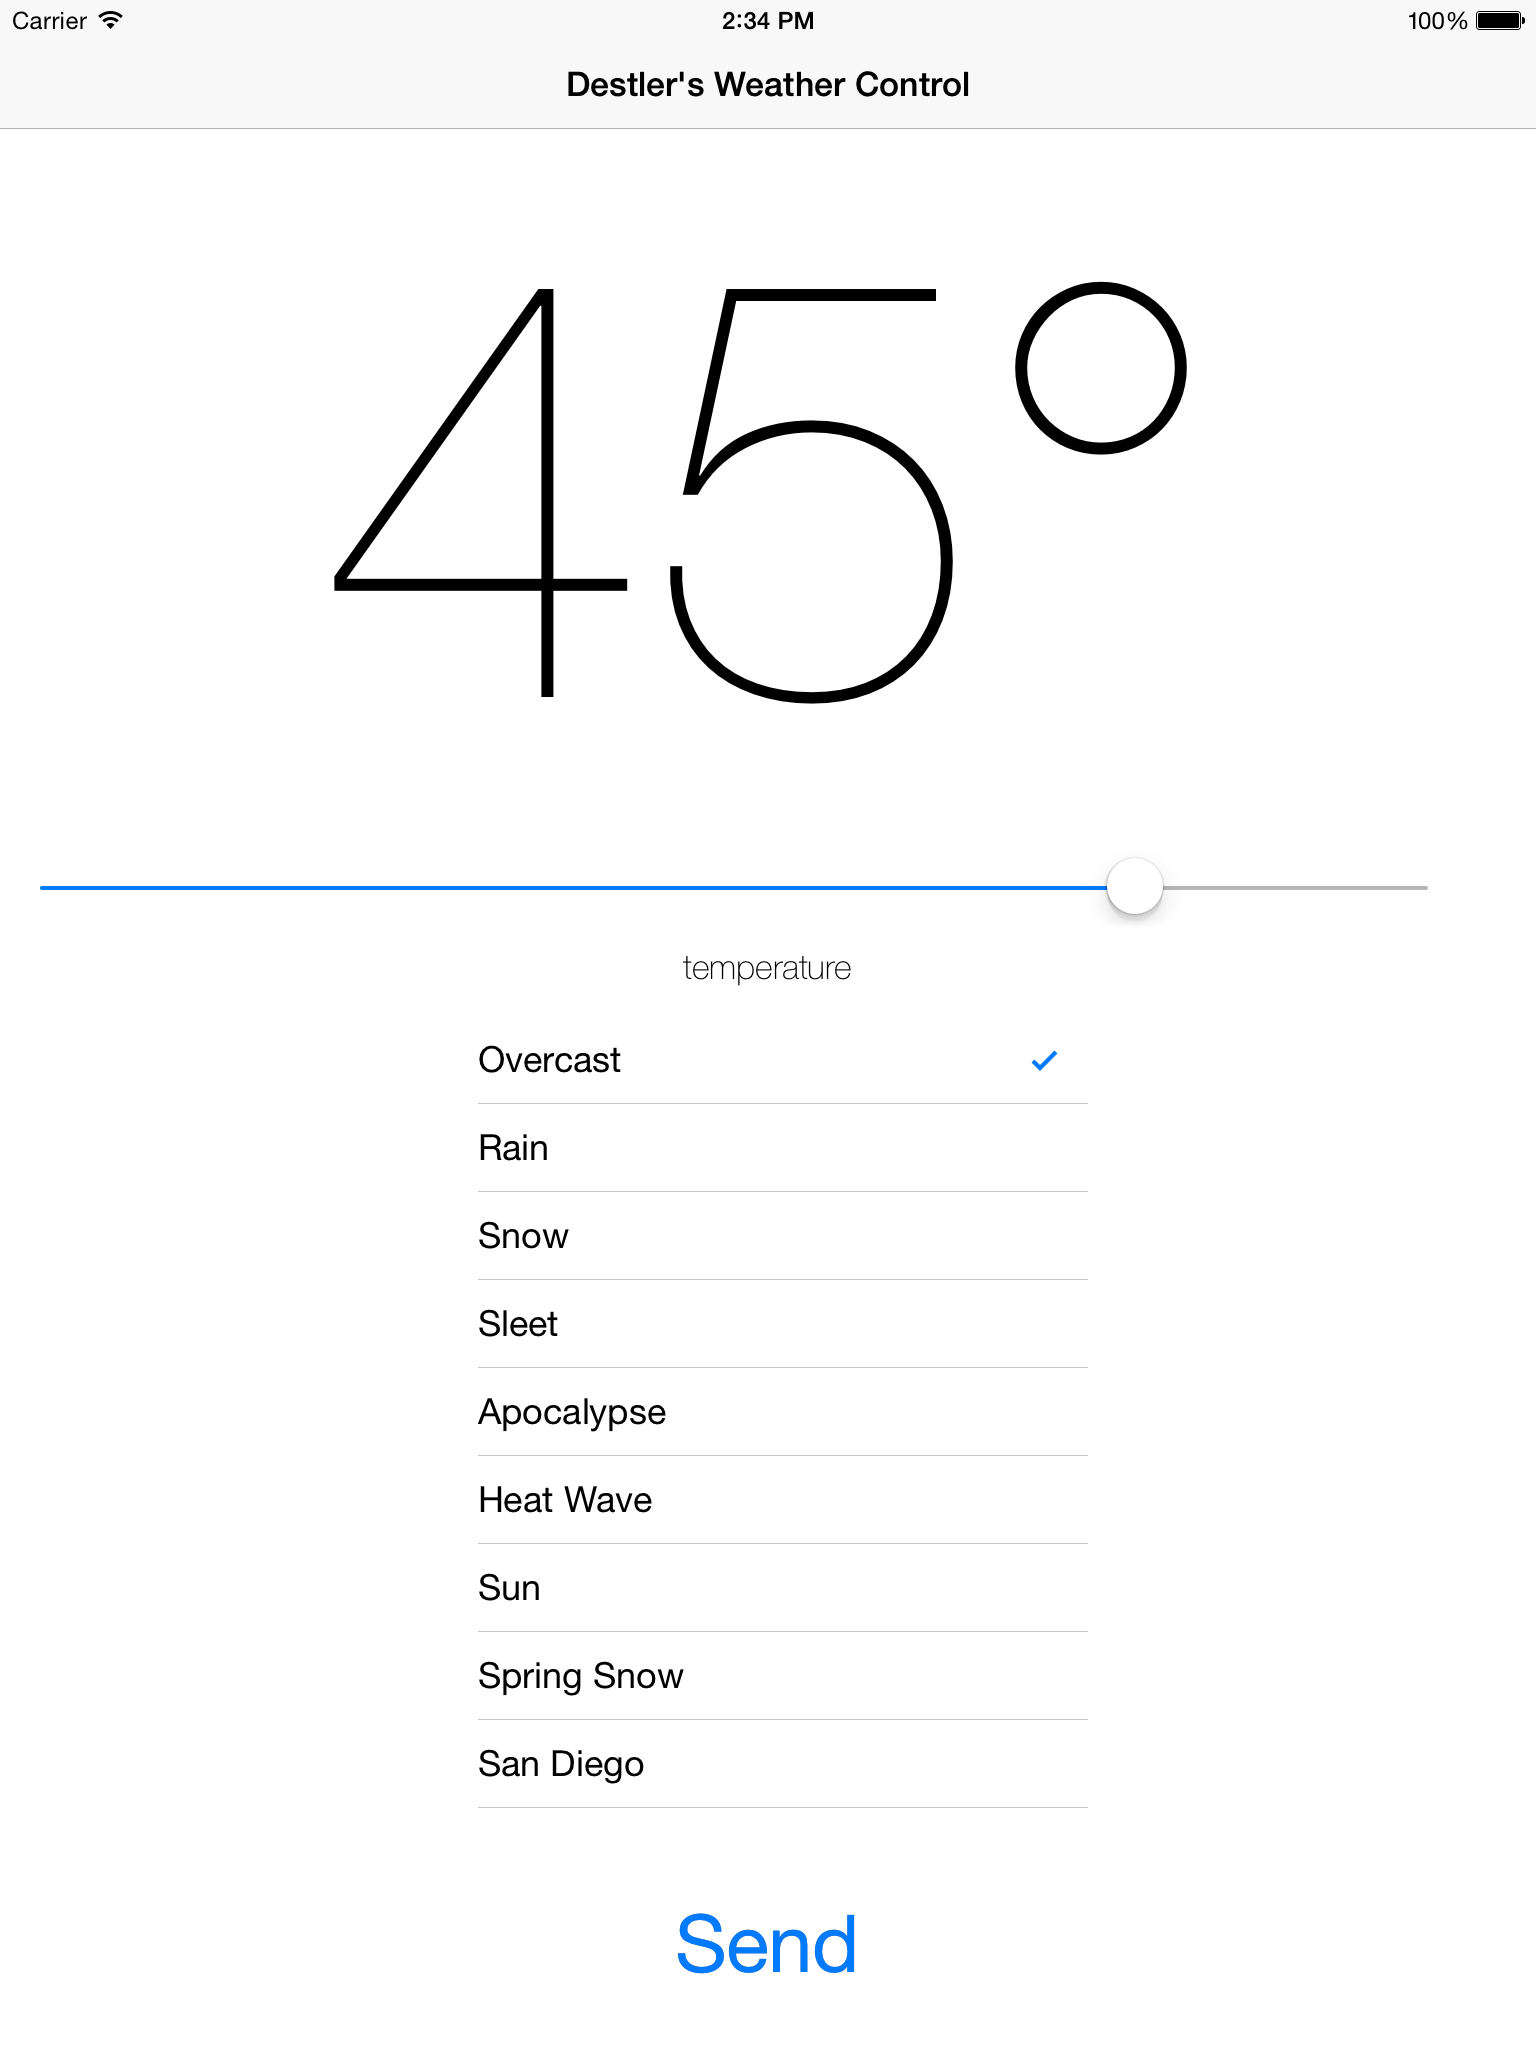 Carrier 2:34 PM 100%
Destler's Weather Control
45°
temperature
Overcast
Rain
Snow
Sleet
Apocalypse
Heat Wave
Sun
Spring Snow
San Diego
Send